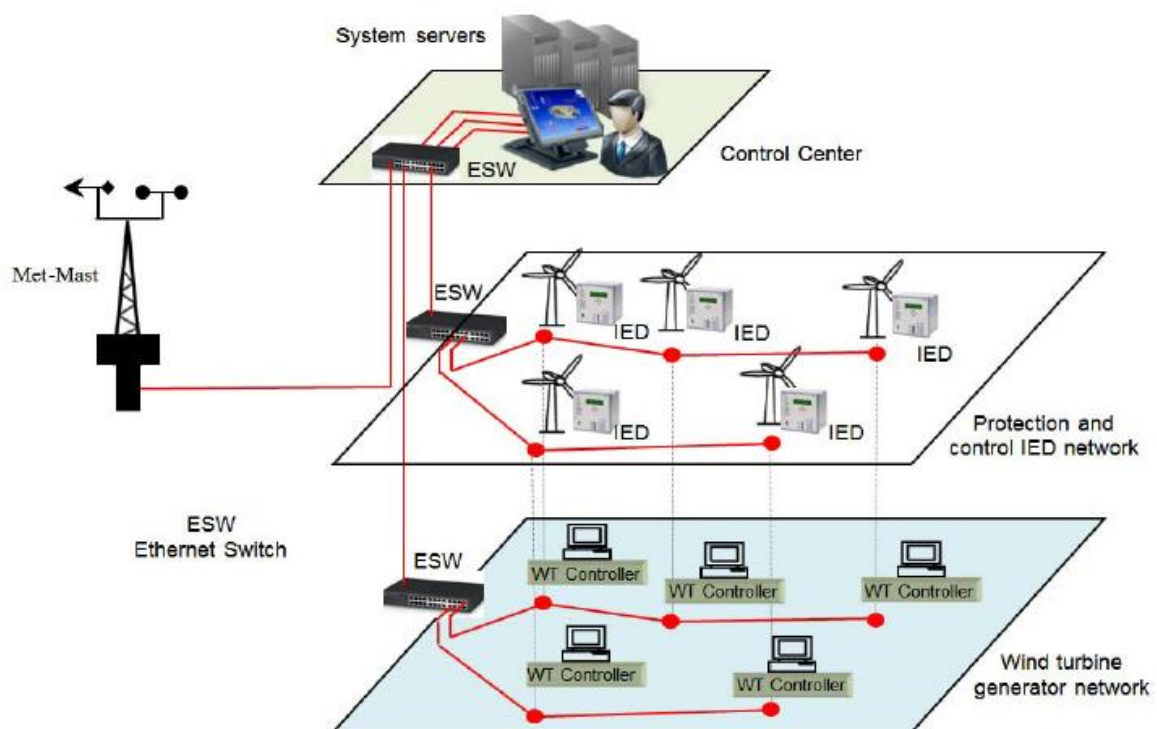 System servers
ESW
Control Center
Met-Mast
ESW
IED
IED
IED
IED
IED
Protection and
control IED network
ESW
Ethernet Switch
ESW
WT Controller
WT Controller
WT Controller
WT Controller
WT Controller
Wind turbine
generator network